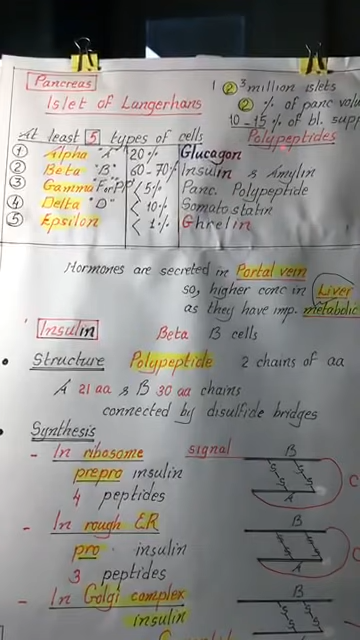 Pancreas
Islet of Langerhans
1 - 2 3 million islets
2 % of panc volu
10 - 15 % of bl. supp
At least 5 types of cells
Polypeptides
1 Alpha "A" 20 % Glucagon
2 Beta "B" 60 - 70 % Insulin & Amylin
3 Gamma "F or PP" < 5 % Panc. Polypeptide
4 Delta "D" < 10 % Somatostatin
5 Epsilon < 1 % Ghrelin
Hormones are secreted in Portal vein
so, higher conc in Liver
as they have imp. metabolic
Insulin Beta B cells
• Structure Polypeptide 2 chains of aa
A 21 aa & B 30 aa chains
connected by disulfide bridges
• Synthesis
- In ribosome signal B
prepro insulin
4 peptides A C
- In rough ER B
pro insulin
3 peptides A C
- In Golgi complex B
insulin